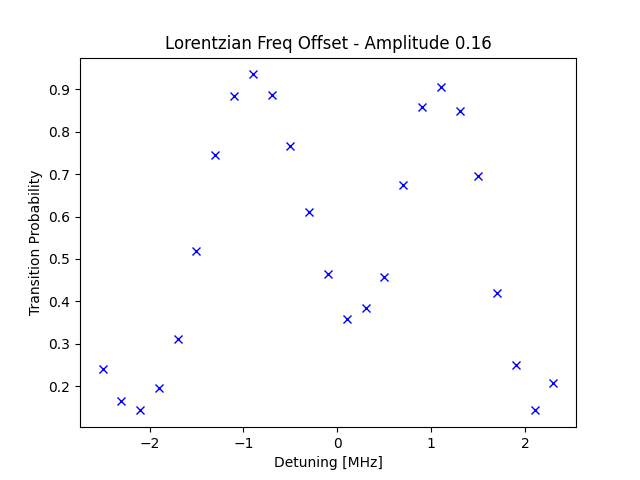 Lorentzian Freq Offset - Amplitude 0.16
Transition Probability
0.9
0.8
0.7
0.6
0.5
0.4
0.3
0.2
−2 −1 0 1 2
Detuning [MHz]